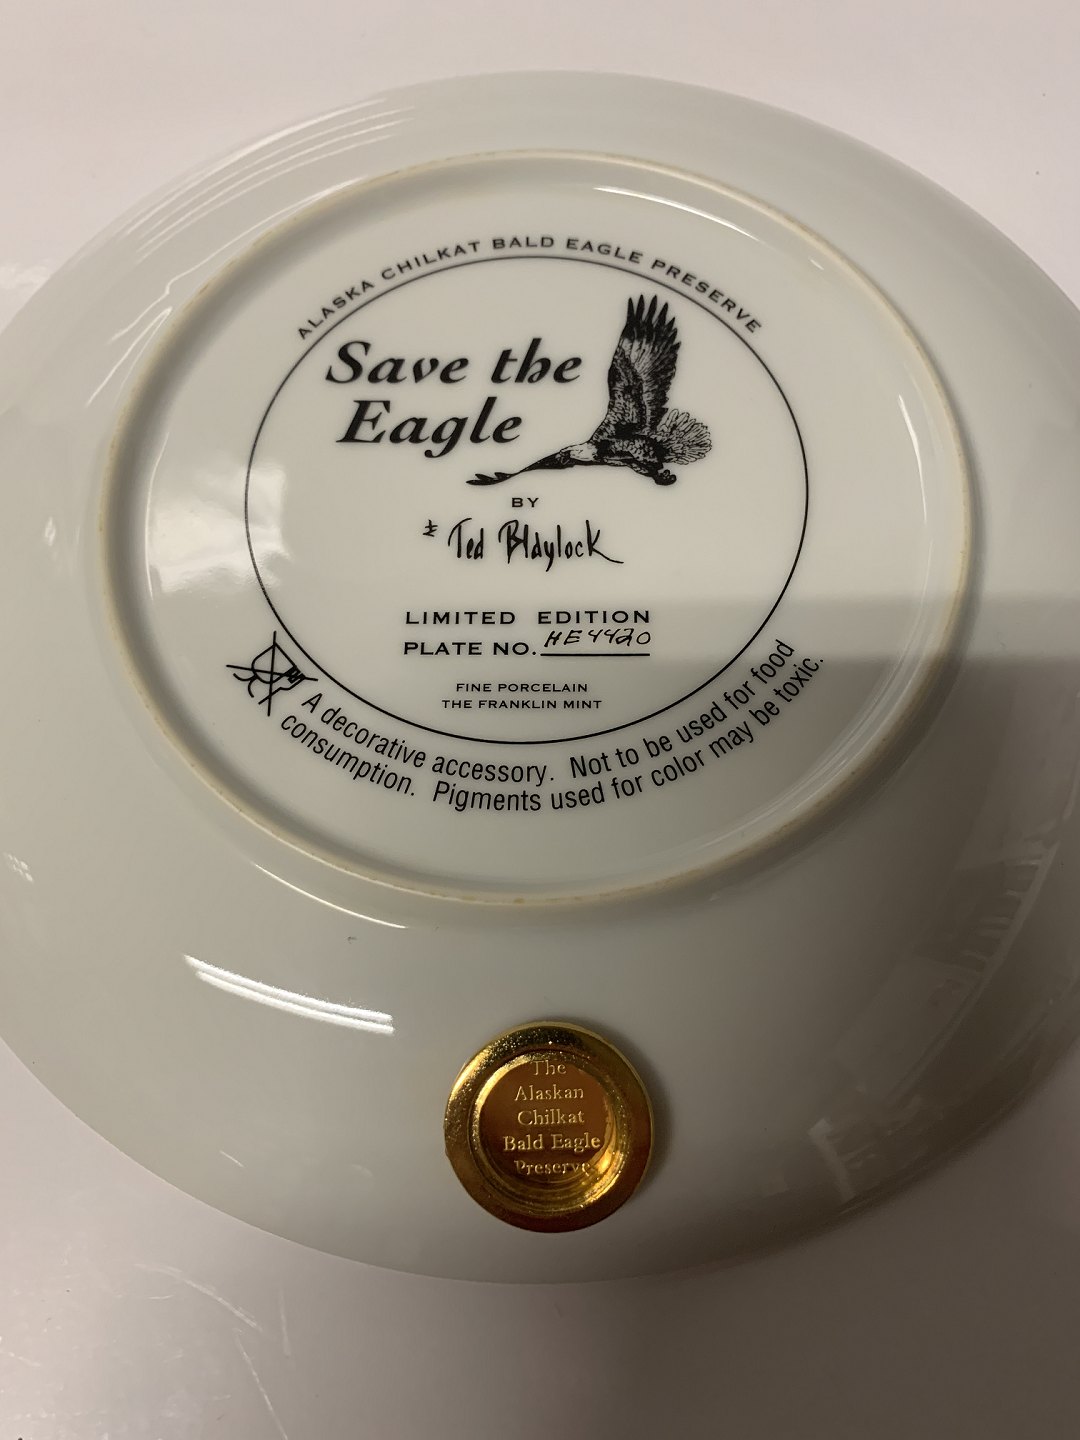 ALASKA CHILKAT BALD EAGLE PRESERVE
Save the
Eagle
BY
Ted Blaylock
LIMITED EDITION
PLATE NO. HE4420
FINE PORCELAIN
THE FRANKLIN MINT
A decorative accessory. Not to be used for food
consumption. Pigments used for color may be toxic.
The
Alaskan
Chilkat
Bald Eagle
Preserve